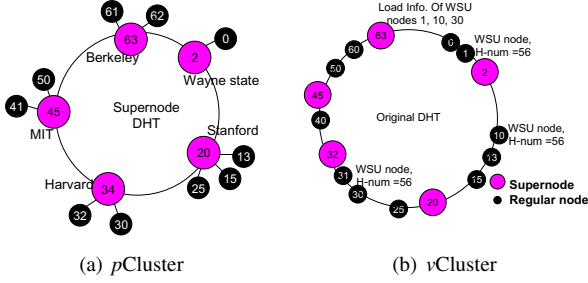 61
62
63
0
2
Berkeley
Wayne state
50
41
45
MIT
Supernode
DHT
Stanford
20
13
15
25
Harvard
34
32
30
(a) pCluster
Load Info. Of WSU
nodes 1, 10, 30
63
0
1
WSU node,
H-num =56
2
60
50
45
40
Original DHT
10
WSU node,
H-num =56
13
32
31
WSU node,
H-num =56
30
15
25
20
Supernode
Regular node
(b) vCluster